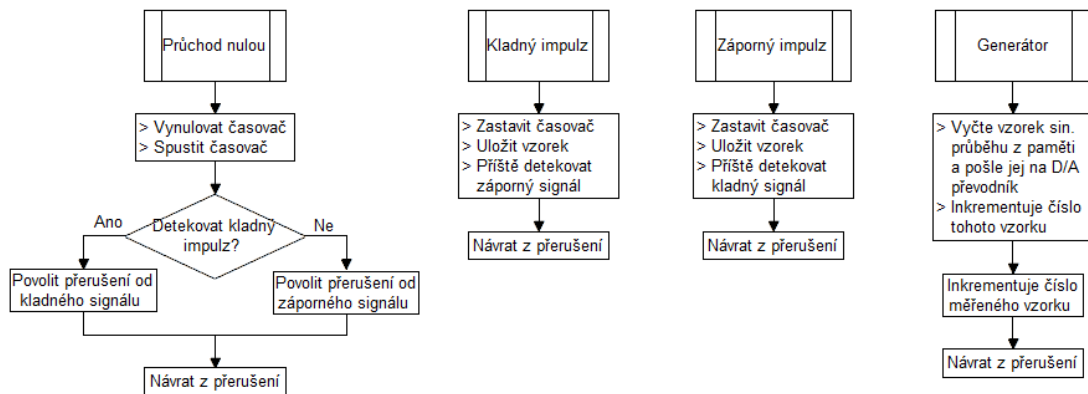 Průchod nulou
> Vynulovat časovač
> Spustit časovač
Ano
Detekovat kladný
impulz?
Ne
Povolit přerušení od
kladného signálu
Povolit přerušení od
záporného signálu
Návrat z přerušení
Kladný impulz
> Zastavit časovač
> Uložit vzorek
> Příště detekovat
záporný signál
Návrat z přerušení
Záporný impulz
> Zastavit časovač
> Uložit vzorek
> Příště detekovat
kladný signál
Návrat z přerušení
Generátor
> Vyčte vzorek sin.
průběhu z paměti
a pošle jej na D/A
převodník
> Inkrementuje číslo
tohoto vzorku
Inkrementuje číslo
měřeného vzorku
Návrat z přerušení